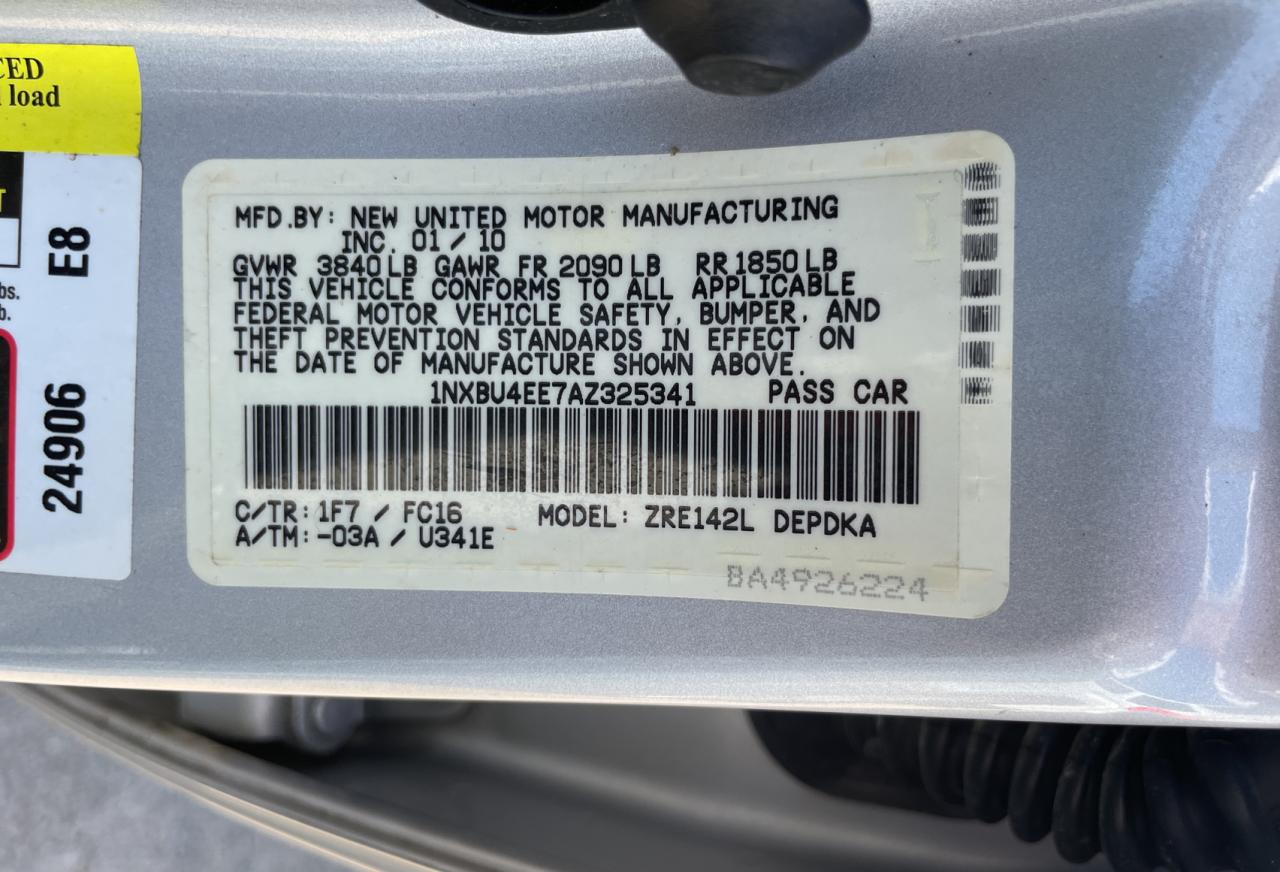 CED
load
T
E8
bs.
b.
24906
MFD.BY: NEW UNITED MOTOR MANUFACTURING
INC. 01 / 10
GVWR 3840 LB GAWR FR 2090 LB RR 1850 LB
THIS VEHICLE CONFORMS TO ALL APPLICABLE
FEDERAL MOTOR VEHICLE SAFETY, BUMPER, AND
THEFT PREVENTION STANDARDS IN EFFECT ON
THE DATE OF MANUFACTURE SHOWN ABOVE.
1NXBU4EE7AZ325341 PASS CAR
C/TR: 1F7 / FC16 MODEL: ZRE142L DEPDKA
A/TM: -03A / U341E
BA4926224